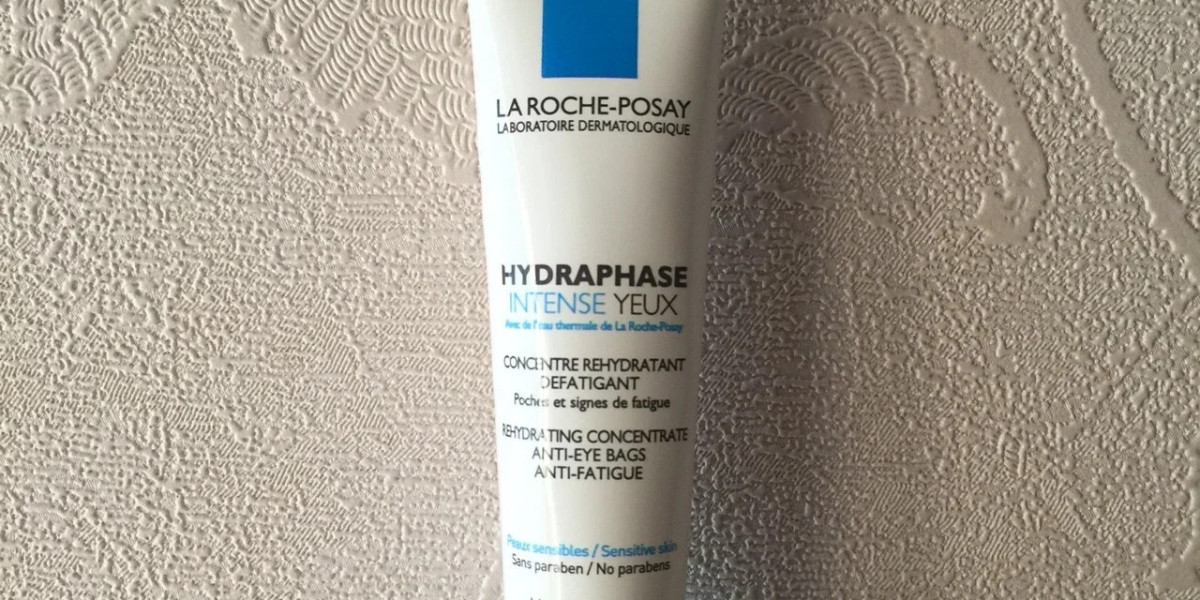 LA ROCHE-POSAY
LABORATOIRE DERMATOLOGIQUE
HYDRAPHASE
INTENSE YEUX
Avec de l'eau thermale de La Roche-Posay
CONCENTRE REHYDRATANT
DEFATIGANT
Poches et signes de fatigue
REHYDRATING CONCENTRATE
ANTI-EYE BAGS
ANTI-FATIGUE
Peaux sensibles / Sensitive skin
Sans paraben / No parabens